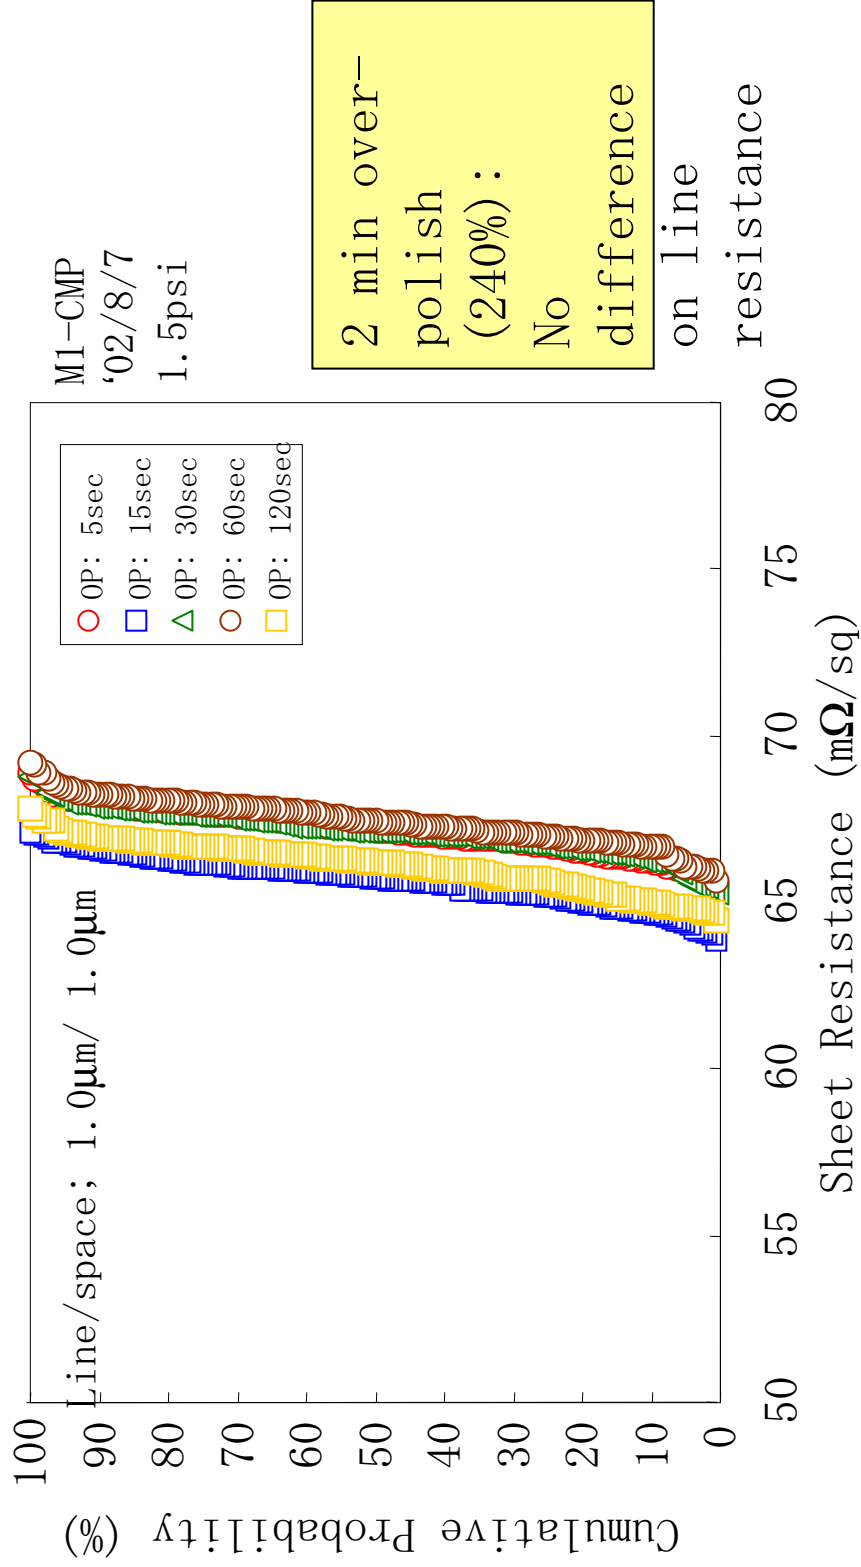 M1-CMP
‘02/8/7
1.5psi
Line/space; 1.0μm/ 1.0μm
OP: 5sec
OP: 15sec
OP: 30sec
OP: 60sec
OP: 120sec
2 min over-
polish
(240%):
No
difference
on line
resistance
Cumulative Probability (%)
100
90
80
70
60
50
40
30
20
10
0
50
55
60
65
70
75
80
Sheet Resistance (mΩ/sq)